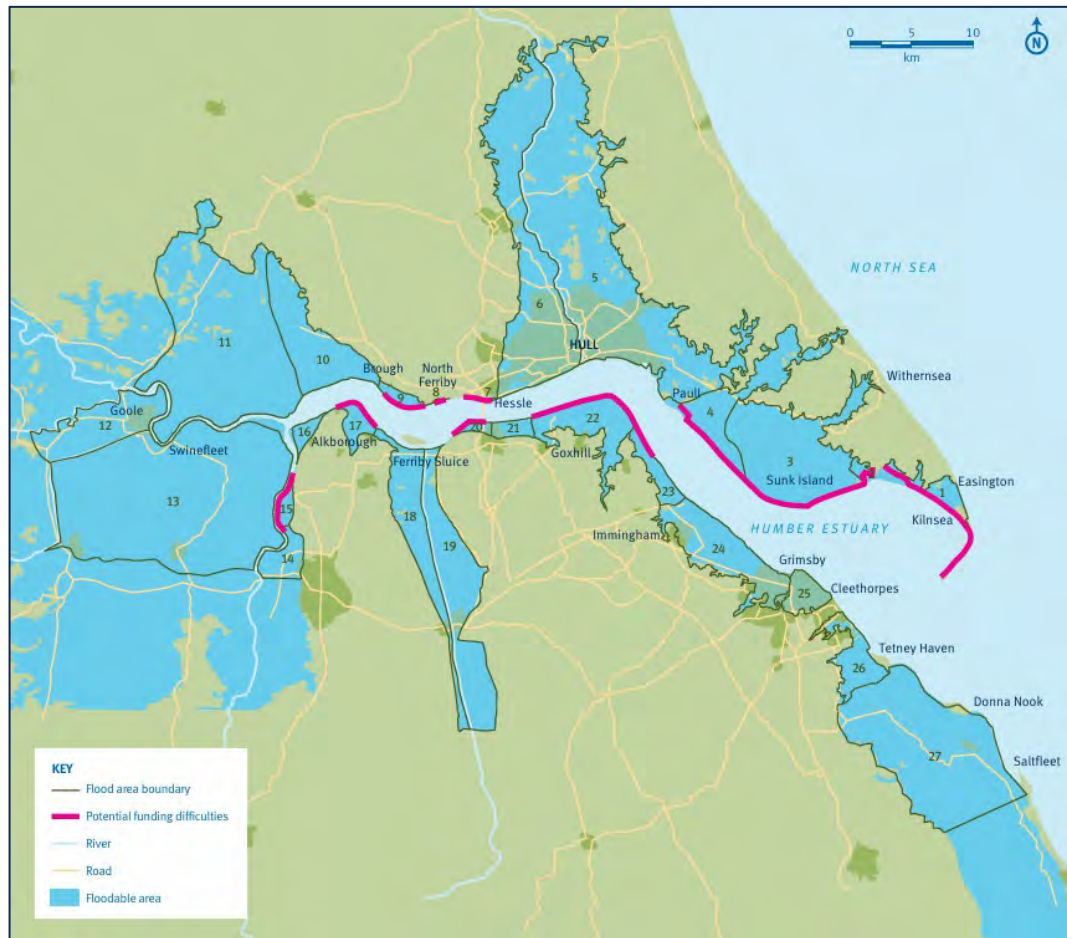 0 5 10
km
N
NORTH SEA
5
6
11
10
Brough
North
Ferriby
8
7
9
HULL
Hessle
Withernsea
Paull
4
Goole
12
Swinefleet
16
Alkborough
17
Ferriby Sluice
20
21
22
Goxhill
3
Sunk Island
2
1
Easington
Kilnsea
13
15
14
18
19
23
HUMBER ESTUARY
Immingham
24
Grimsby
25
Cleethorpes
Tetney Haven
26
Donna Nook
27
Saltfleet
KEY
Flood area boundary
Potential funding difficulties
River
Road
Floodable area